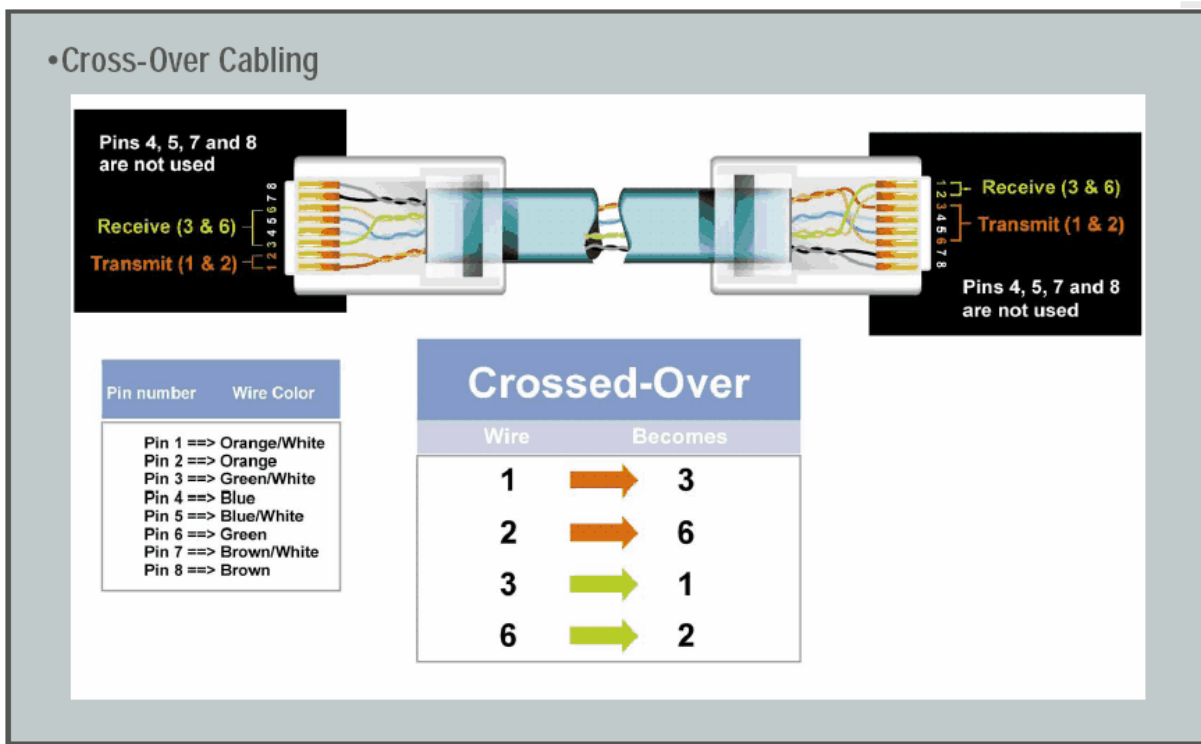 •Cross-Over Cabling
Pins 4, 5, 7 and 8
are not used
8
7
6
5
4
3
2
1
Receive (3 & 6)
Transmit (1 & 2)
1
2
3
4
5
6
7
8
Receive (3 & 6)
Transmit (1 & 2)
Pins 4, 5, 7 and 8
are not used
Pin number Wire Color
Pin 1 ==> Orange/White
Pin 2 ==> Orange
Pin 3 ==> Green/White
Pin 4 ==> Blue
Pin 5 ==> Blue/White
Pin 6 ==> Green
Pin 7 ==> Brown/White
Pin 8 ==> Brown
Crossed-Over
Wire Becomes
1 3
2 6
3 1
6 2